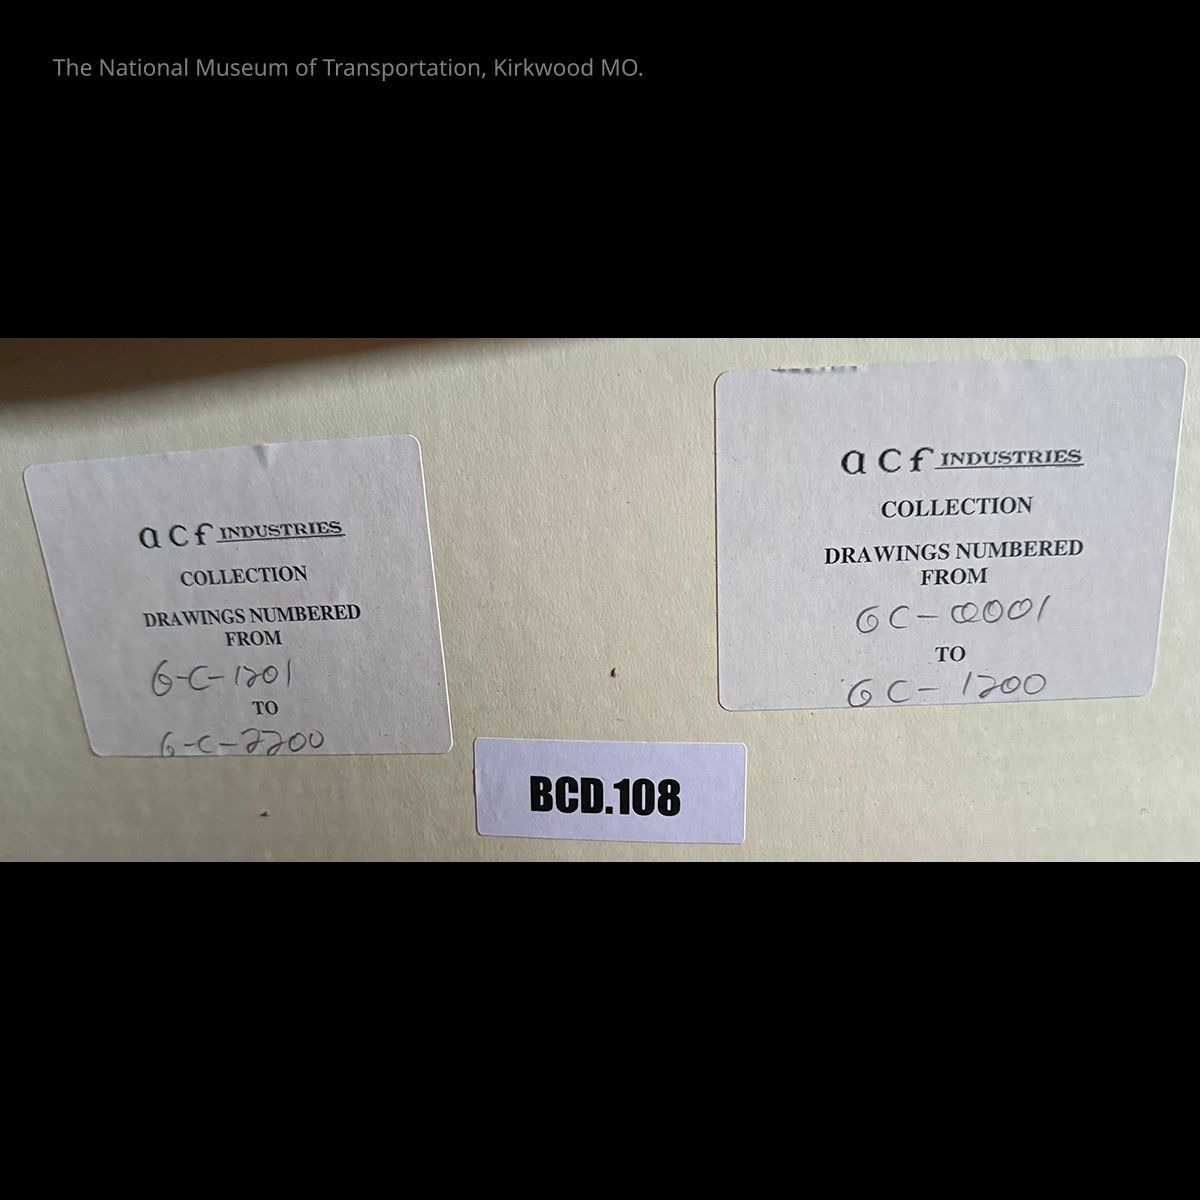 The National Museum of Transportation, Kirkwood MO.
acf INDUSTRIES
COLLECTION
DRAWINGS NUMBERED
FROM
6-C-1201
TO
6-C-2200
acf INDUSTRIES
COLLECTION
DRAWINGS NUMBERED
FROM
6C-0001
TO
6C-1200
BCD.108